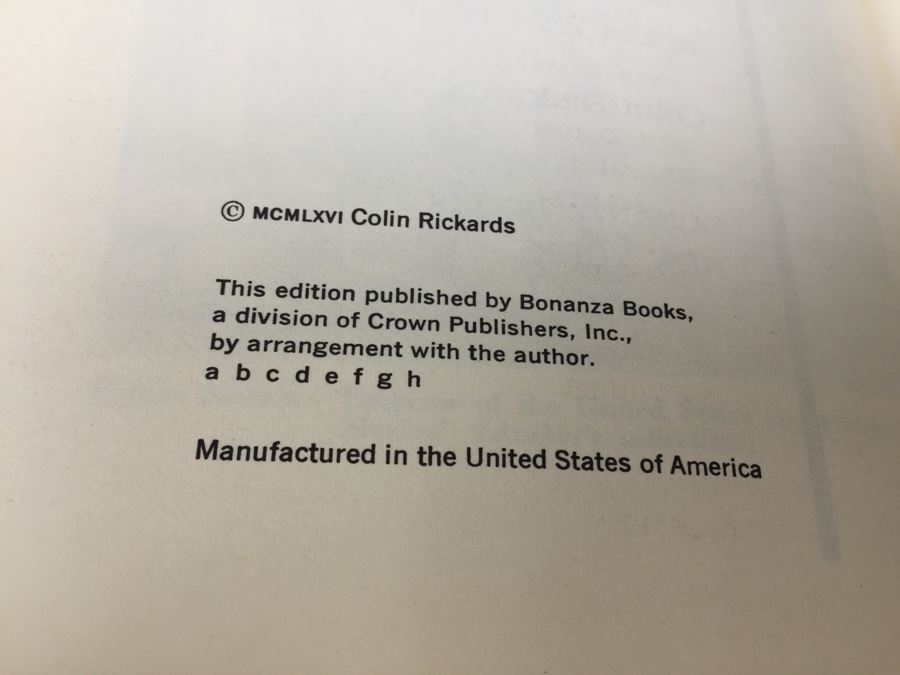 © MCMLXVI Colin Rickards
This edition published by Bonanza Books,
a division of Crown Publishers, Inc.,
by arrangement with the author.
a b c d e f g h
Manufactured in the United States of America